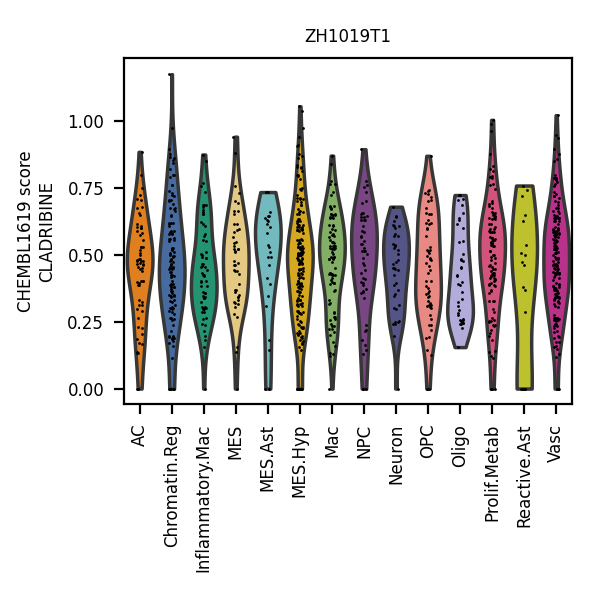 ZH1019T1
CHEMBL1619 score
CLADRIBINE
1.00
0.75
0.50
0.25
0.00
AC
Chromatin.Reg
Inflammatory.Mac
MES
MES.Ast
MES.Hyp
Mac
NPC
Neuron
OPC
Oligo
Prolif.Metab
Reactive.Ast
Vasc